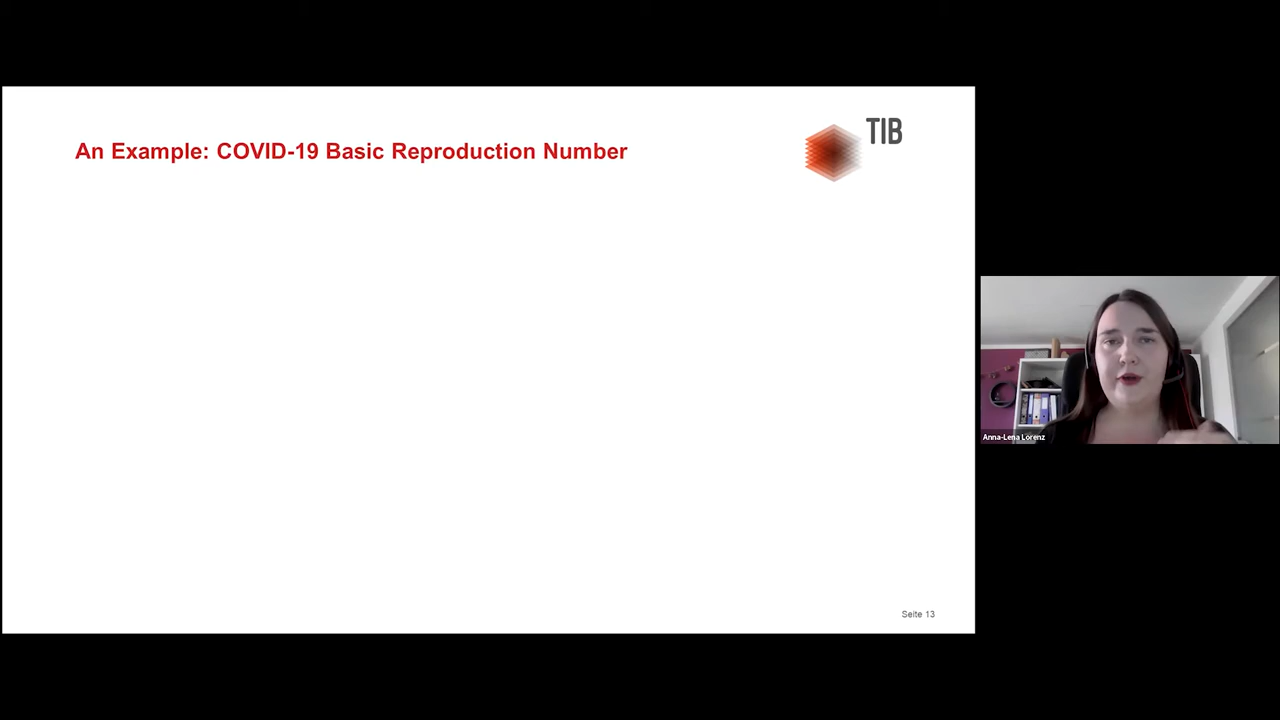 An Example: COVID-19 Basic Reproduction Number
TIB
Anna-Lena Lorenz
Seite 13